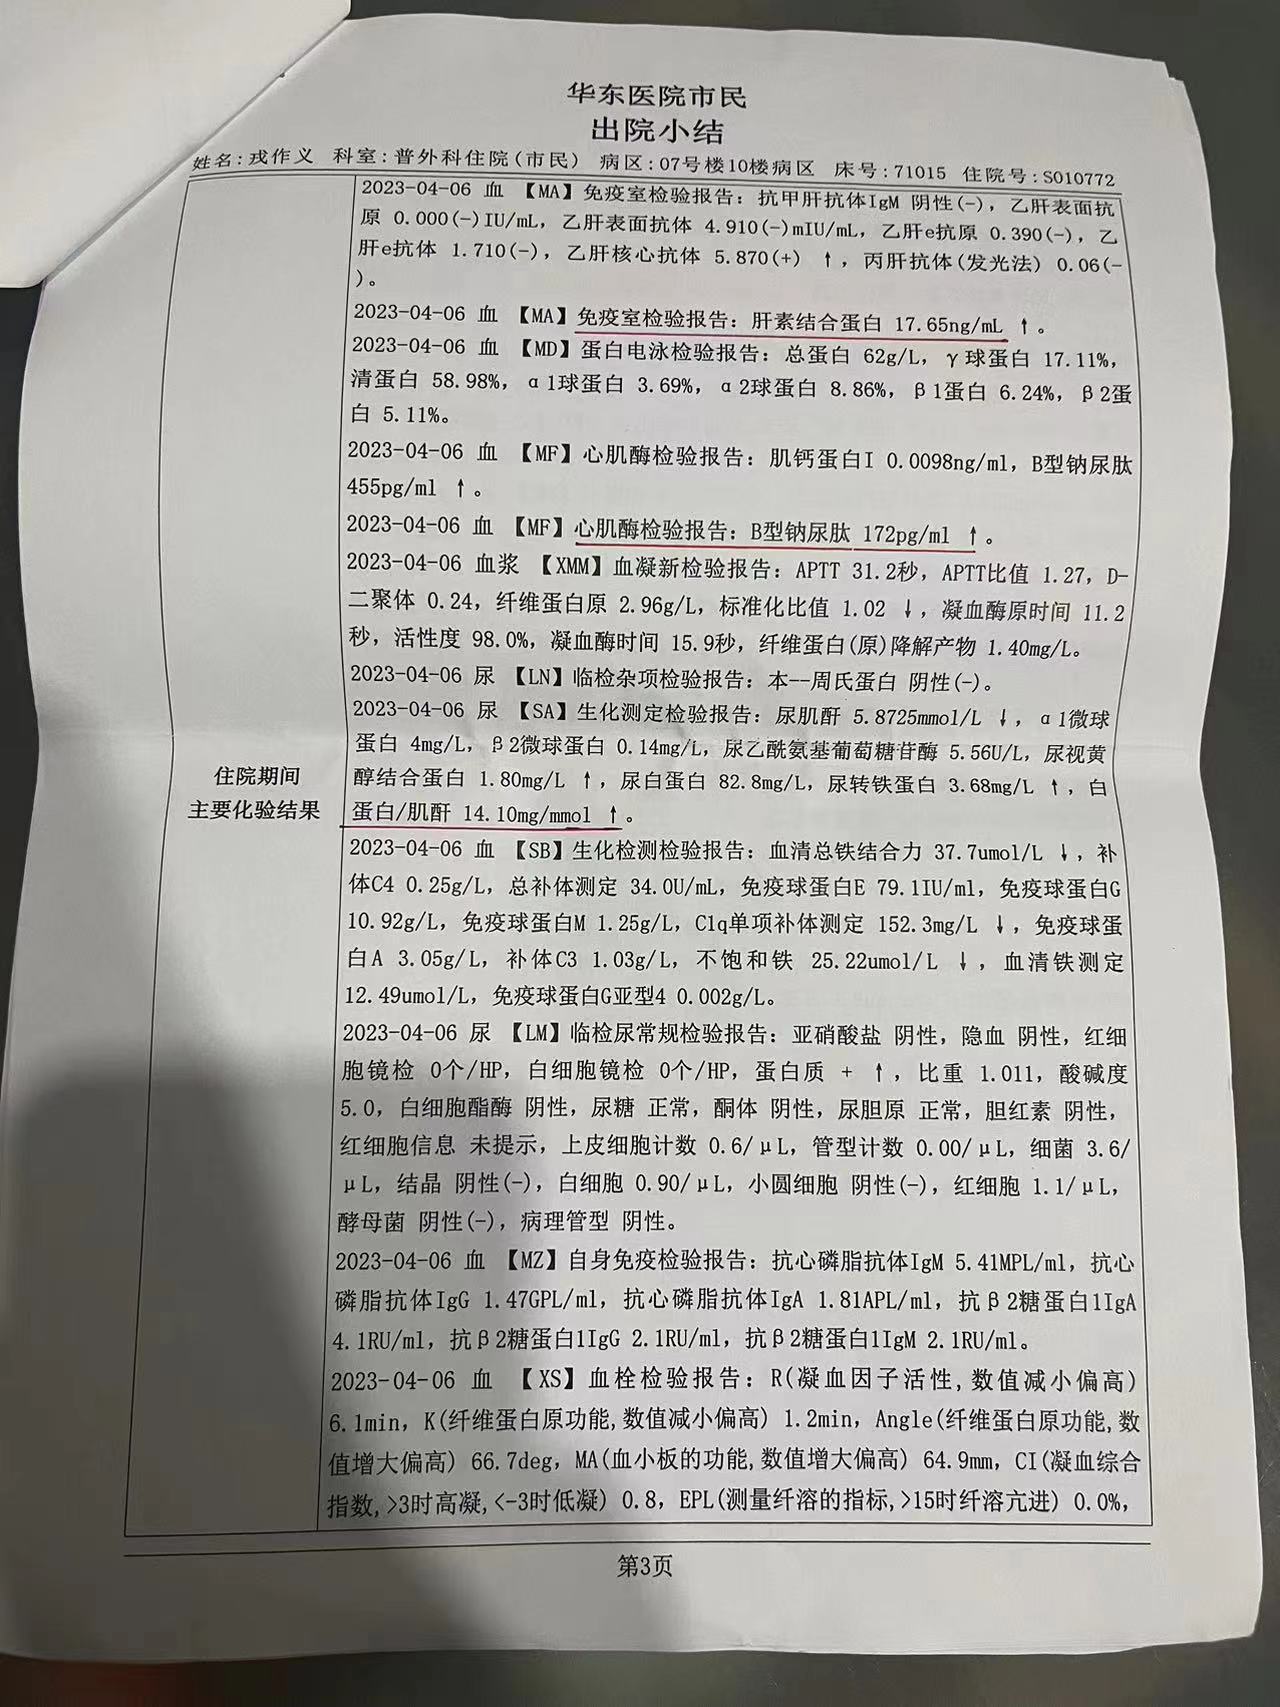 华东医院市民
出院小结
姓名:戎作义 科室:普外科住院(市民) 病区:07号楼10楼病区 床号:71015 住院号:S010772
2023-04-06 血 【MA】免疫室检验报告: 抗甲肝抗体IgM 阴性(-), 乙肝表面抗
原 0.000(-)IU/mL, 乙肝表面抗体 4.910(-)mIU/mL, 乙肝e抗原 0.390(-), 乙
肝e抗体 1.710(-), 乙肝核心抗体 5.870(+) ↑, 丙肝抗体(发光法) 0.06(-
)。
2023-04-06 血 【MA】免疫室检验报告: 肝素结合蛋白 17.65ng/mL ↑。
2023-04-06 血 【MD】蛋白电泳检验报告: 总蛋白 62g/L, γ球蛋白 17.11%,
清蛋白 58.98%, α1球蛋白 3.69%, α2球蛋白 8.86%, β1蛋白 6.24%, β2蛋
白 5.11%。
2023-04-06 血 【MF】心肌酶检验报告: 肌钙蛋白I 0.0098ng/ml, B型钠尿肽
455pg/ml ↑。
2023-04-06 血 【MF】心肌酶检验报告: B型钠尿肽 172pg/ml ↑。
2023-04-06 血浆 【XMM】血凝新检验报告: APTT 31.2秒, APTT比值 1.27, D-
二聚体 0.24, 纤维蛋白原 2.96g/L, 标准化比值 1.02 ↓, 凝血酶原时间 11.2
秒, 活性度 98.0%, 凝血酶时间 15.9秒, 纤维蛋白(原)降解产物 1.40mg/L。
2023-04-06 尿 【LN】临检杂项检验报告: 本--周氏蛋白 阴性(-)。
2023-04-06 尿 【SA】生化测定检验报告: 尿肌酐 5.8725mmol/L ↓, α1微球
蛋白 4mg/L, β2微球蛋白 0.14mg/L, 尿乙酰氨基葡萄糖苷酶 5.56U/L, 尿视黄
醇结合蛋白 1.80mg/L ↑, 尿白蛋白 82.8mg/L, 尿转铁蛋白 3.68mg/L ↑, 白
蛋白/肌酐 14.10mg/mmol ↑。
住院期间
主要化验结果
2023-04-06 血 【SB】生化检测检验报告: 血清总铁结合力 37.7umol/L ↓, 补
体C4 0.25g/L, 总补体测定 34.0U/mL, 免疫球蛋白E 79.1IU/ml, 免疫球蛋白G
10.92g/L, 免疫球蛋白M 1.25g/L, C1q单项补体测定 152.3mg/L ↓, 免疫球蛋
白A 3.05g/L, 补体C3 1.03g/L, 不饱和铁 25.22umol/L ↓, 血清铁测定
12.49umol/L, 免疫球蛋白G亚型4 0.002g/L。
2023-04-06 尿 【LM】临检尿常规检验报告: 亚硝酸盐 阴性, 隐血 阴性, 红细
胞镜检 0个/HP, 白细胞镜检 0个/HP, 蛋白质 + ↑, 比重 1.011, 酸碱度
5.0, 白细胞酯酶 阴性, 尿糖 正常, 酮体 阴性, 尿胆原 正常, 胆红素 阴性,
红细胞信息 未提示, 上皮细胞计数 0.6/μL, 管型计数 0.00/μL, 细菌 3.6/
μL, 结晶 阴性(-), 白细胞 0.90/μL, 小圆细胞 阴性(-), 红细胞 1.1/μL,
酵母菌 阴性(-), 病理管型 阴性。
2023-04-06 血 【MZ】自身免疫检验报告: 抗心磷脂抗体IgM 5.41MPL/ml, 抗心
磷脂抗体IgG 1.47GPL/ml, 抗心磷脂抗体IgA 1.81APL/ml, 抗β2糖蛋白1IgA
4.1RU/ml, 抗β2糖蛋白1IgG 2.1RU/ml, 抗β2糖蛋白1IgM 2.1RU/ml。
2023-04-06 血 【XS】血栓检验报告: R(凝血因子活性,数值减小偏高)
6.1min, K(纤维蛋白原功能,数值减小偏高) 1.2min, Angle(纤维蛋白原功能,数
值增大偏高) 66.7deg, MA(血小板的功能,数值增大偏高) 64.9mm, CI(凝血综合
指数,>3时高凝,<-3时低凝) 0.8, EPL(测量纤溶的指标,>15时纤溶亢进) 0.0%,
第3页